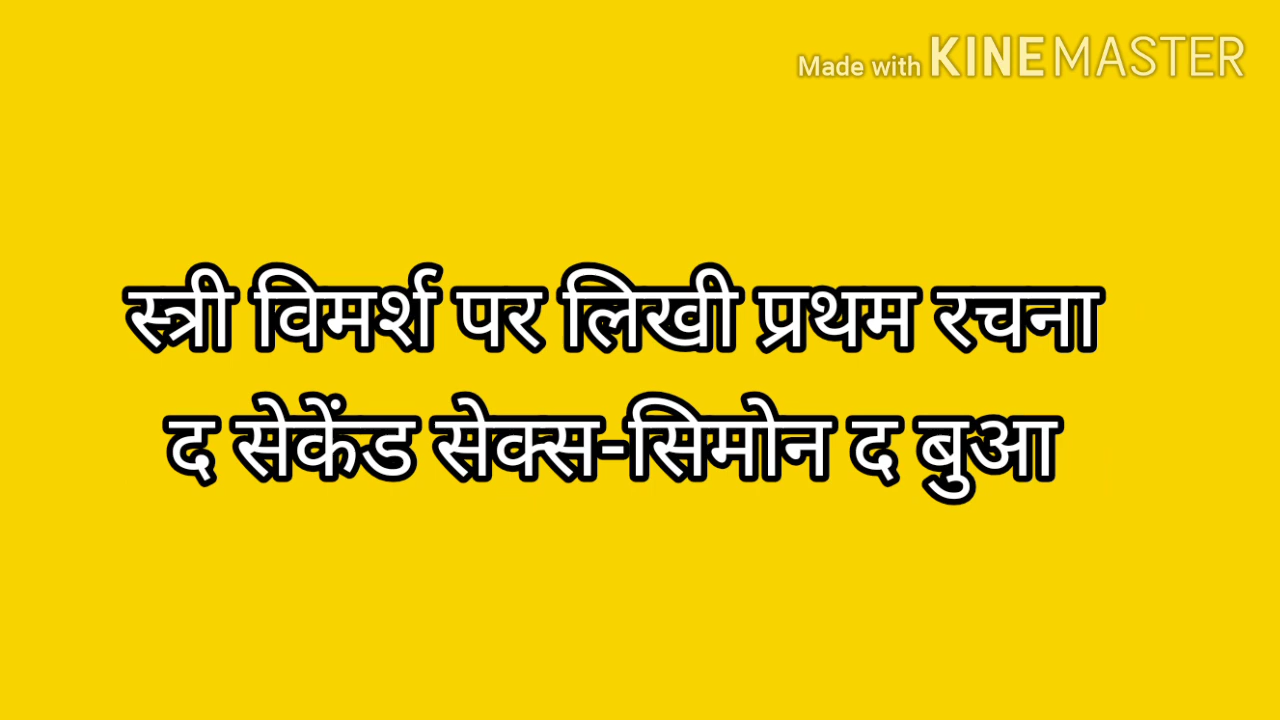 Made with KINEMASTER
स्त्री विमर्श पर लिखी प्रथम रचना
द सेकेंड सेक्स-सिमोन द बुआ